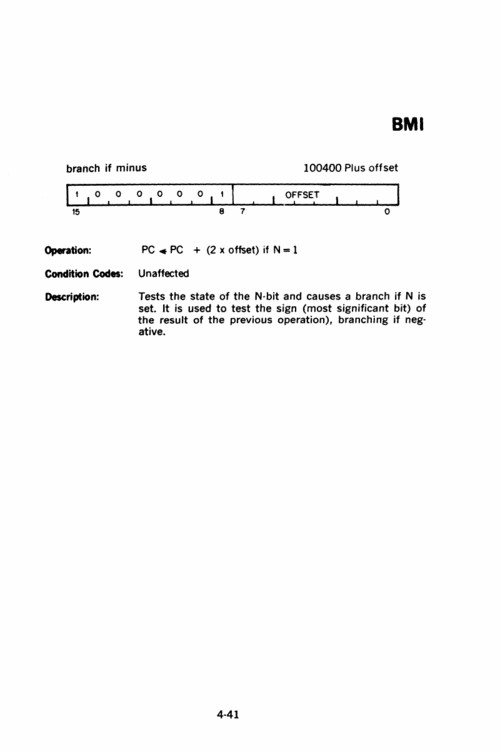 BMI
branch if minus 100400 Plus offset
1 0 0 0 0 0 0 1 OFFSET
15 8 7 0
Operation: PC ◄ PC + (2 x offset) if N = 1
Condition Codes: Unaffected
Description: Tests the state of the N-bit and causes a branch if N is
set. It is used to test the sign (most significant bit) of
the result of the previous operation), branching if neg-
ative.
4-41